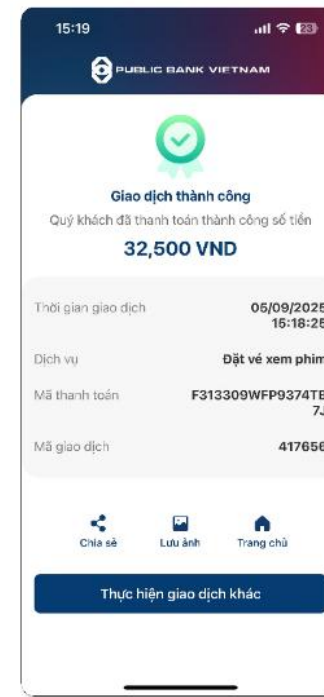 15:19
23
PUBLIC BANK VIETNAM
Giao dịch thành công
Quý khách đã thanh toán thành công số tiền
32,500 VND
Thời gian giao dịch 05/09/2025
15:18:25
Dịch vụ Đặt vé xem phim
Mã thanh toán F313309WFP9374TE
7J
Mã giao dịch 417656
Chia sẻ Lưu ảnh Trang chủ
Thực hiện giao dịch khác